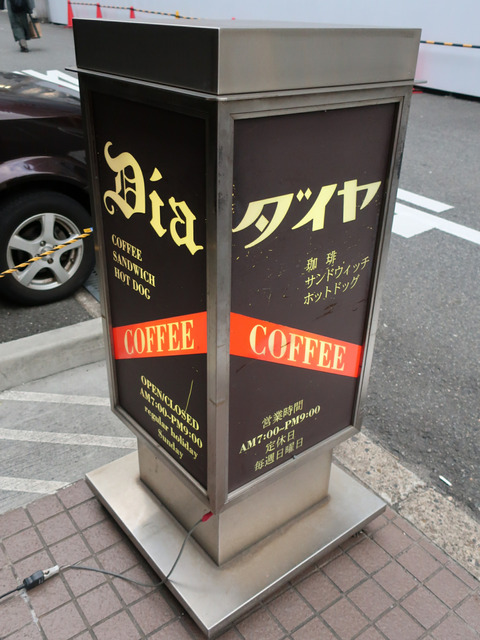 Dia
COFFEE
SANDWICH
HOT DOG
COFFEE
OPEN/CLOSED
AM7:00-PM9:00
regular holiday
Sunday
ダイヤ
珈琲
サンドウィッチ
ホットドッグ
COFFEE
営業時間
AM7:00~PM9:00
定休日
毎週日曜日